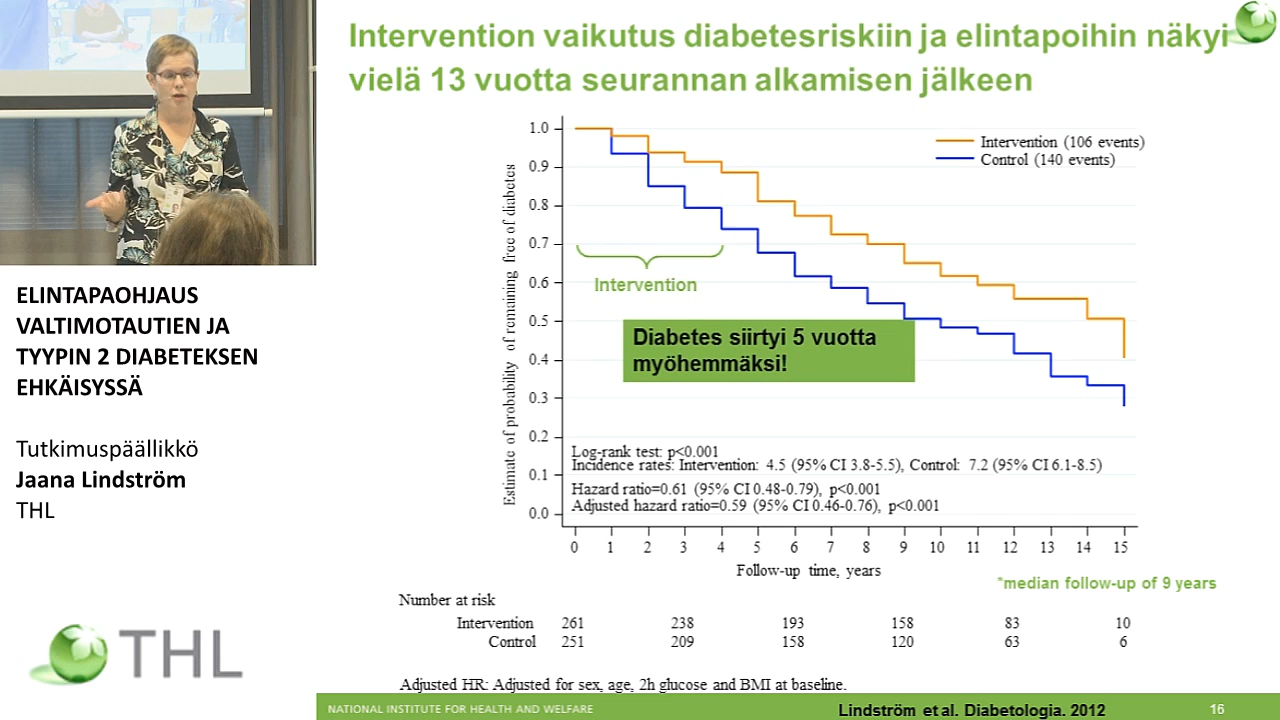 Intervention vaikutus diabetesriskiin ja elintapoihin näkyi
vielä 13 vuotta seurannan alkamisen jälkeen
ELINTAPAOHJAUS
VALTIMOTAUTIEN JA
TYYPIN 2 DIABETEKSEN
EHKÄISYSSÄ
Tutkimuspäällikkö
Jaana Lindström
THL
THL
Estimate of probability of remaining free of diabetes
1.0
0.9
0.8
0.7
0.6
0.5
0.4
0.3
0.2
0.1
0.0
Intervention (106 events)
Control (140 events)
Intervention
Diabetes siirtyi 5 vuotta
myöhemmäksi!
Log-rank test: p<0.001
Incidence rates: Intervention: 4.5 (95% CI 3.8-5.5), Control: 7.2 (95% CI 6.1-8.5)
Hazard ratio=0.61 (95% CI 0.48-0.79), p<0.001
Adjusted hazard ratio=0.59 (95% CI 0.46-0.76), p<0.001
0 1 2 3 4 5 6 7 8 9 10 11 12 13 14 15
Follow-up time, years
*median follow-up of 9 years
Number at risk
Intervention 261 238 193 158 83 10
Control 251 209 158 120 63 6
Adjusted HR: Adjusted for sex, age, 2h glucose and BMI at baseline.
NATIONAL INSTITUTE FOR HEALTH AND WELFARE
Lindström et al. Diabetologia. 2012
16